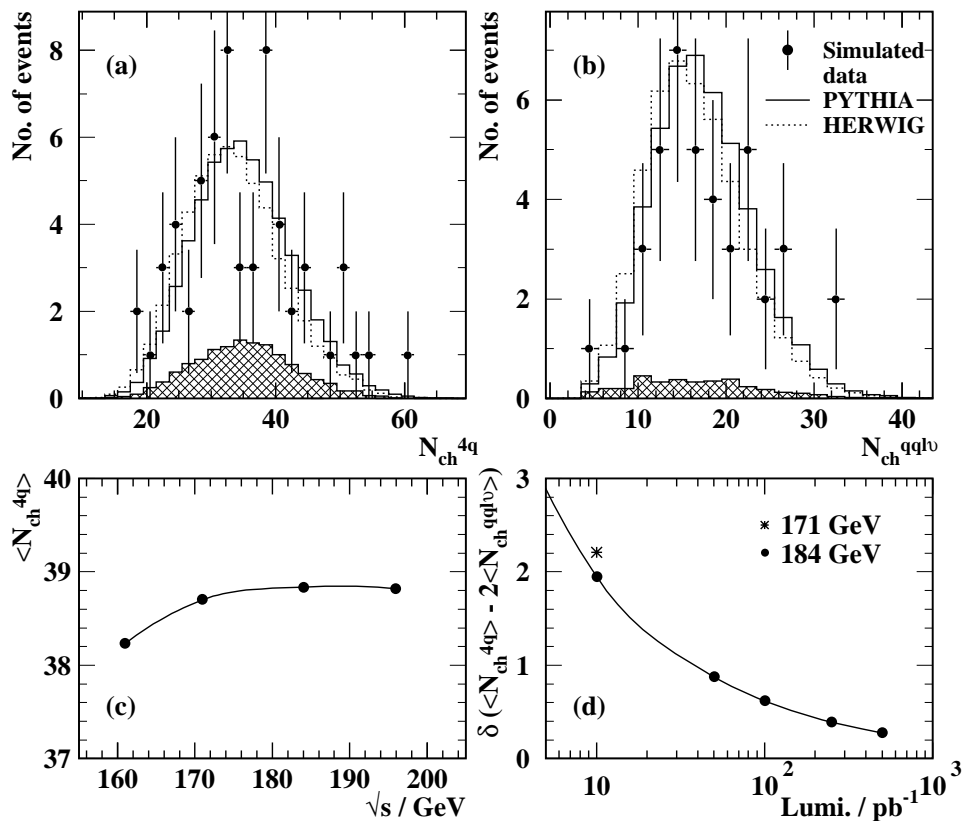 No. of events
8
6
4
2
0
(a)
20
40
60
N_ch^4q
No. of events
6
4
2
0
(b)
Simulated
data
PYTHIA
HERWIG
0
10
20
30
40
N_ch^qqlυ
<N_ch^4q>
40
39
38
37
(c)
160
170
180
190
200
√s / GeV
δ (<N_ch^4q> - 2<N_ch^qqlυ>)
3
2
1
0
171 GeV
184 GeV
(d)
10
10^2
10^3
Lumi. / pb^-1